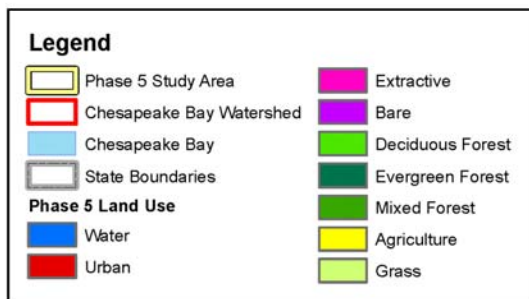 Legend
Phase 5 Study Area
Chesapeake Bay Watershed
Chesapeake Bay
State Boundaries
Phase 5 Land Use
Water
Urban
Extractive
Bare
Deciduous Forest
Evergreen Forest
Mixed Forest
Agriculture
Grass